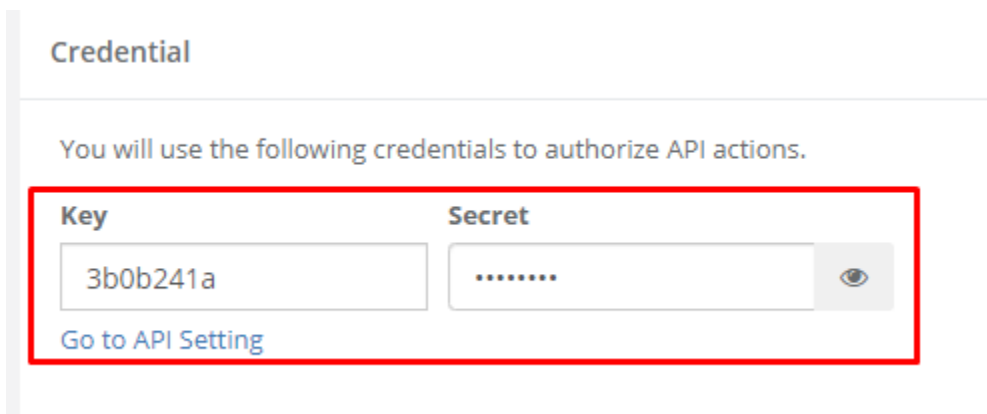 Credential
You will use the following credentials to authorize API actions.
Key Secret
3b0b241a ••••••••
Go to API Setting